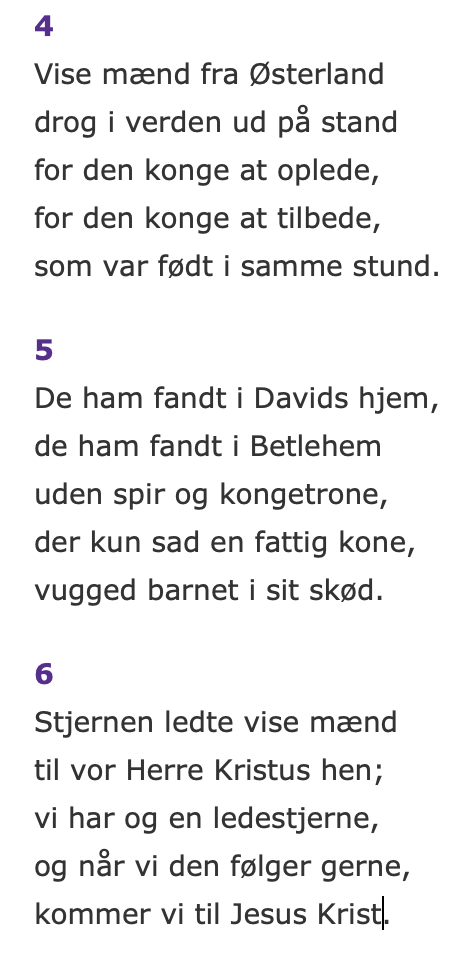 4
Vise mænd fra Østerland
drog i verden ud på stand
for den konge at oplede,
for den konge at tilbede,
som var født i samme stund.
5
De ham fandt i Davids hjem,
de ham fandt i Betlehem
uden spir og kongetrone,
der kun sad en fattig kone,
vugged barnet i sit skød.
6
Stjernen ledte vise mænd
til vor Herre Kristus hen;
vi har og en ledestjerne,
og når vi den følger gerne,
kommer vi til Jesus Krist.